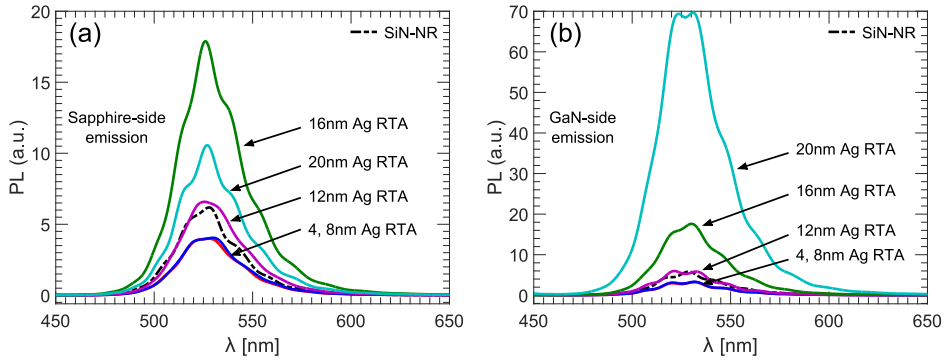 (a)
SiN-NR
Sapphire-side
emission
16nm Ag RTA
20nm Ag RTA
12nm Ag RTA
4, 8nm Ag RTA
PL (a.u.)
20
15
10
5
0
450 500 550 600 650
λ [nm]
(b)
SiN-NR
GaN-side
emission
20nm Ag RTA
16nm Ag RTA
12nm Ag RTA
4, 8nm Ag RTA
PL (a.u.)
70
60
50
40
30
20
10
0
450 500 550 600 650
λ [nm]